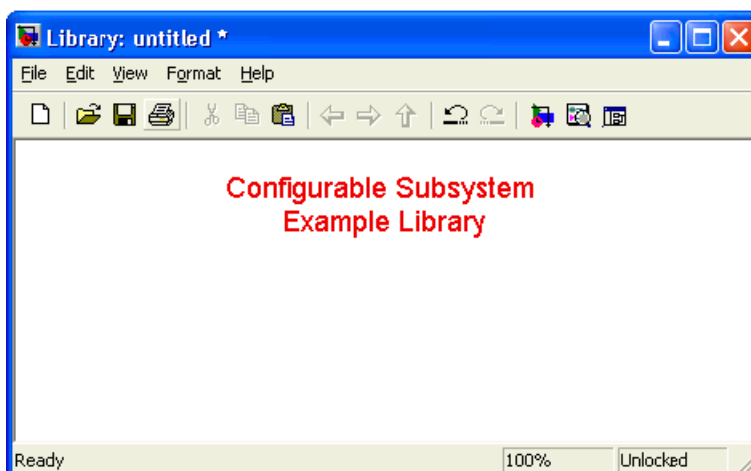 Library: untitled *
File Edit View Format Help
Configurable Subsystem
Example Library
Ready 100% Unlocked